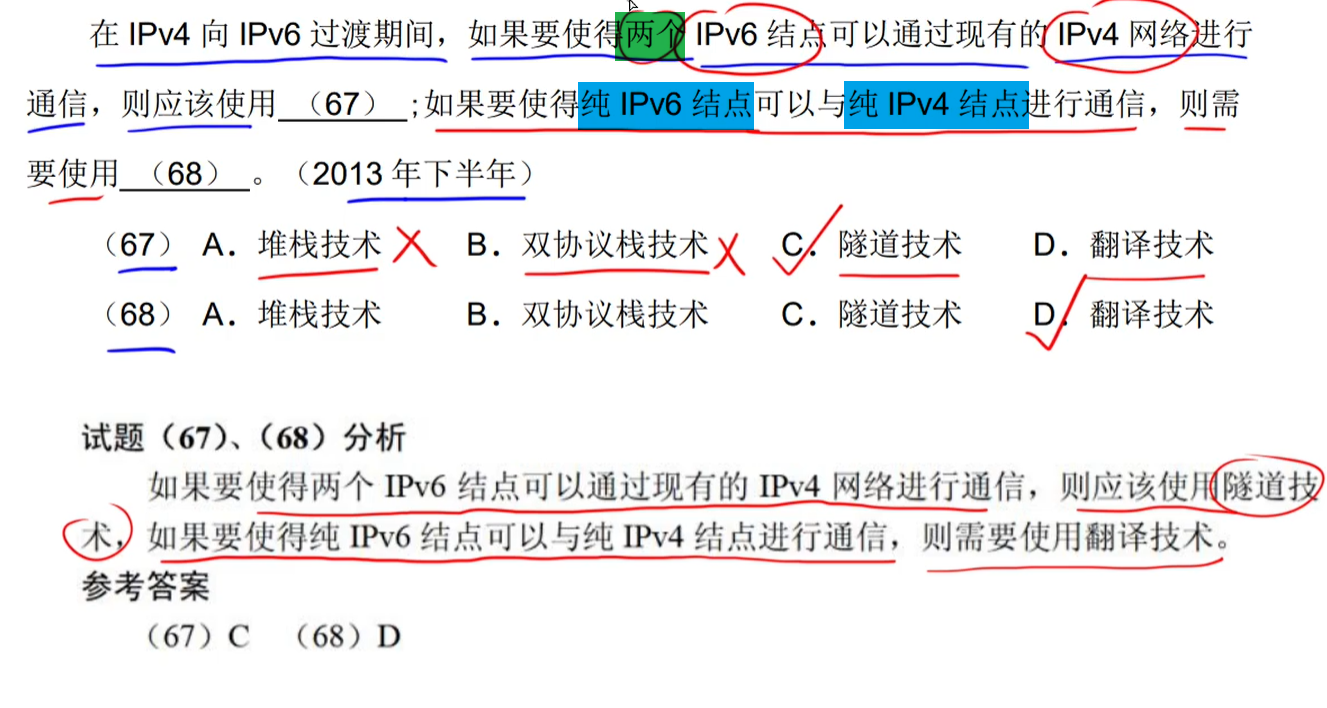 在 IPv4 向 IPv6 过渡期间，如果要使得两个 IPv6 结点可以通过现有的 IPv4 网络进行
通信，则应该使用 （67） ;如果要使得纯 IPv6 结点可以与纯 IPv4 结点进行通信，则需
要使用 （68） 。（2013 年下半年）
（67） A．堆栈技术 B．双协议栈技术 C．隧道技术 D．翻译技术
（68） A．堆栈技术 B．双协议栈技术 C．隧道技术 D．翻译技术
试题（67）、（68）分析
如果要使得两个 IPv6 结点可以通过现有的 IPv4 网络进行通信，则应该使用隧道技
术，如果要使得纯 IPv6 结点可以与纯 IPv4 结点进行通信，则需要使用翻译技术。
参考答案
（67）C （68）D